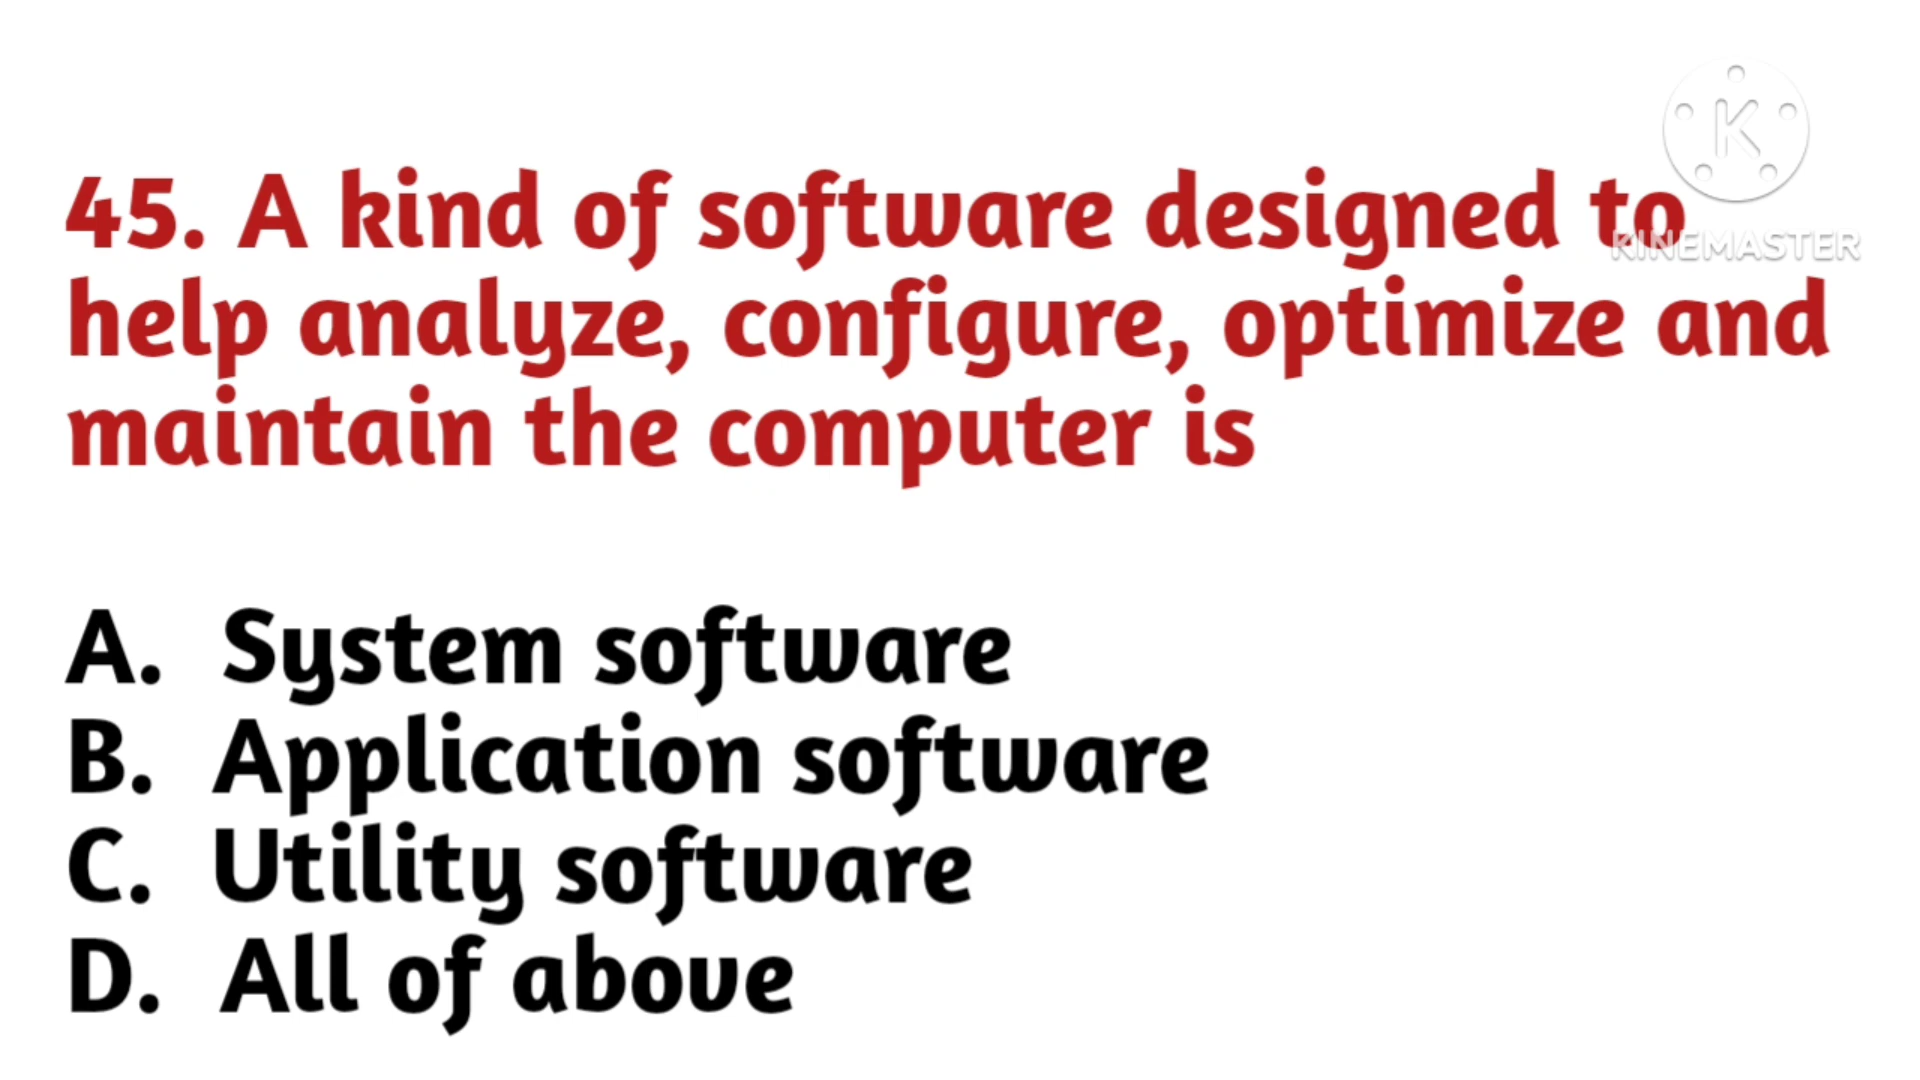 K
KINEMASTER
45. A kind of software designed to
help analyze, configure, optimize and
maintain the computer is
A. System software
B. Application software
C. Utility software
D. All of above